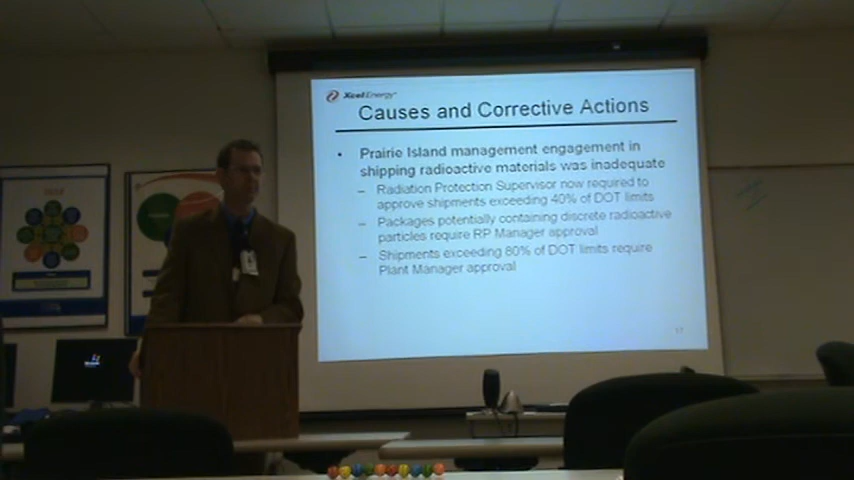 XcelEnergy™
Causes and Corrective Actions
• Prairie Island management engagement in
shipping radioactive materials was inadequate
– Radiation Protection Supervisor now required to
approve shipments exceeding 40% of DOT limits
– Packages potentially containing discrete radioactive
particles require RP Manager approval
– Shipments exceeding 80% of DOT limits require
Plant Manager approval